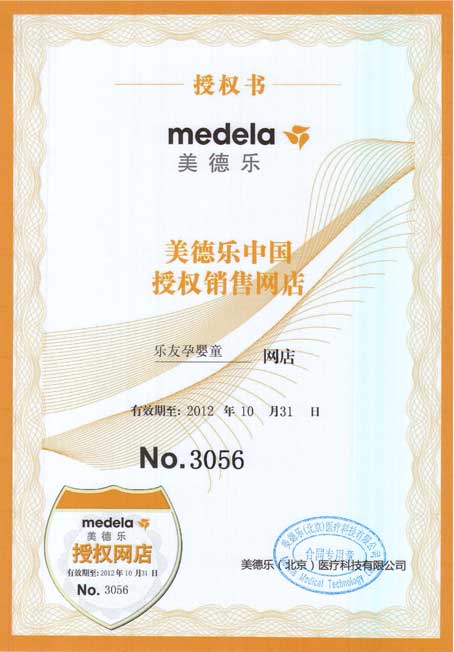 授权书
medela
美德乐
美德乐中国
授权销售网店
乐友孕婴童 网店
有效期至: 2012 年 10 月 31 日
No. 3056
medela
美德乐
授权网店
有效期至: 2012 年 10 月 31 日
No. 3056
美德乐(北京)医疗科技有限公司
合同专用章
Medical Technology
美德乐（北京）医疗科技有限公司